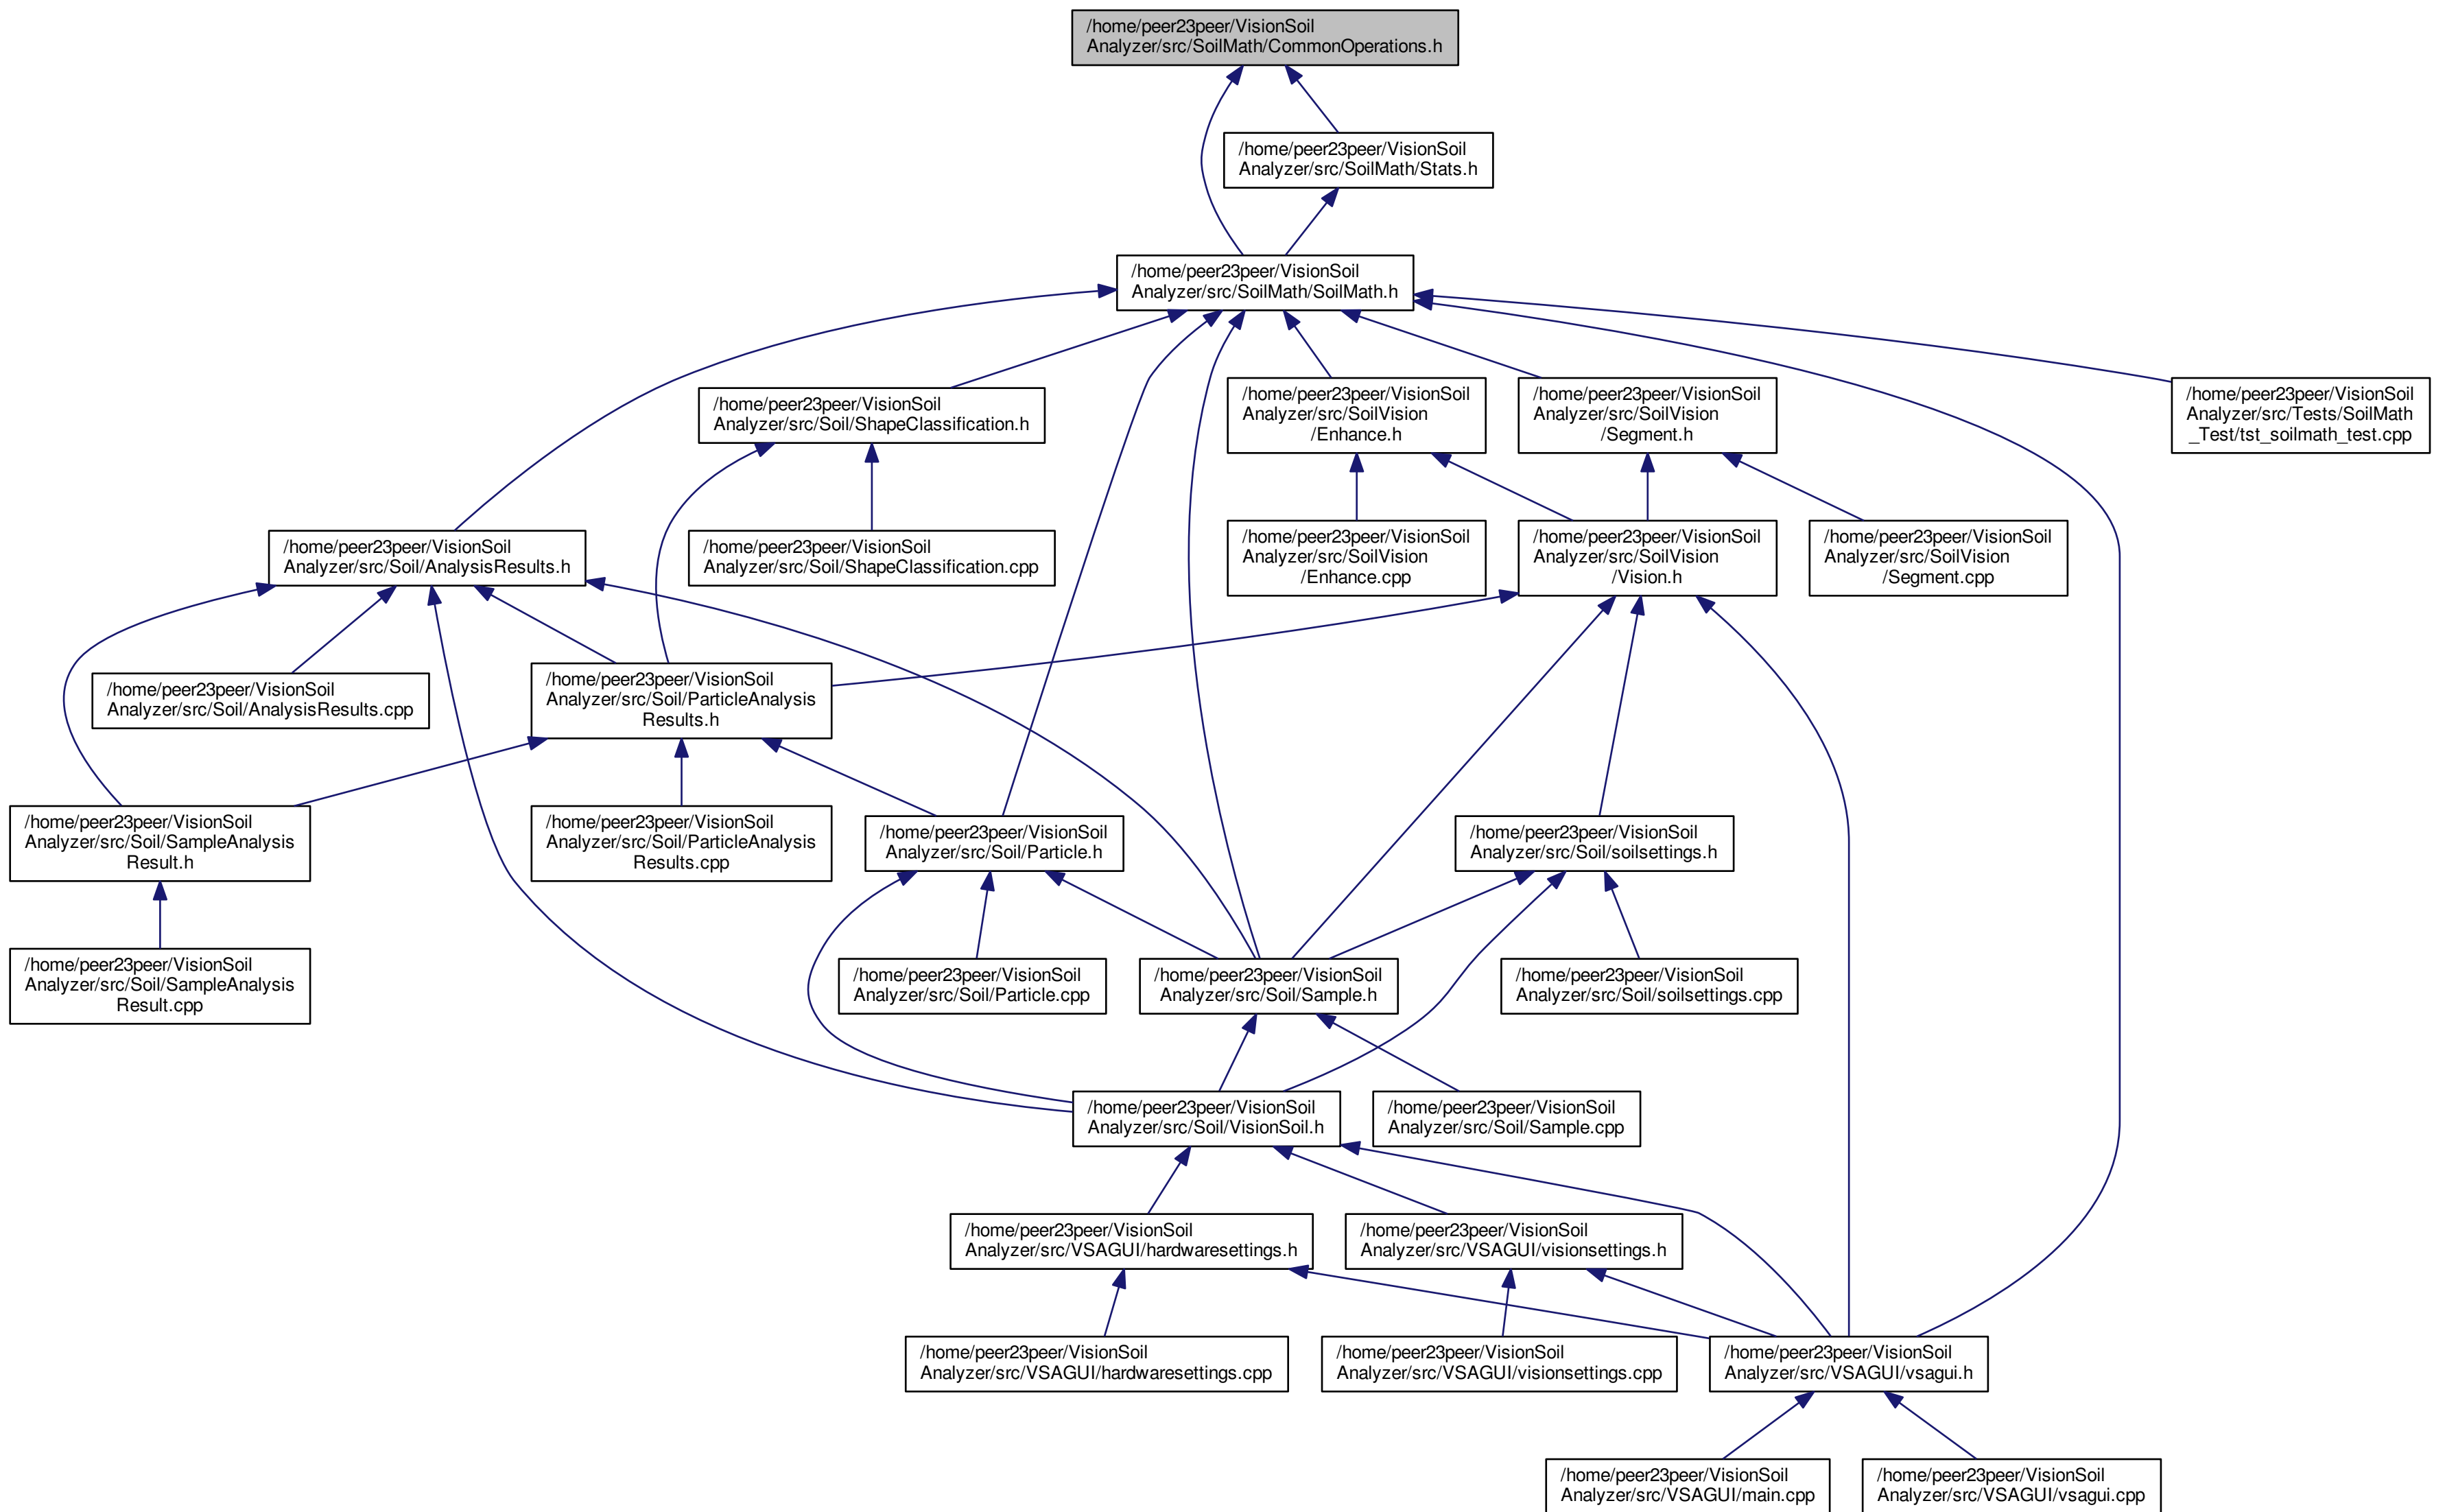 /home/peer23peer/VisionSoil
Analyzer/src/SoilMath/CommonOperations.h
/home/peer23peer/VisionSoil
Analyzer/src/SoilMath/Stats.h
/home/peer23peer/VisionSoil
Analyzer/src/SoilMath/SoilMath.h
/home/peer23peer/VisionSoil
Analyzer/src/Soil/ShapeClassification.h
/home/peer23peer/VisionSoil
Analyzer/src/SoilVision
/Enhance.h
/home/peer23peer/VisionSoil
Analyzer/src/SoilVision
/Segment.h
/home/peer23peer/VisionSoil
Analyzer/src/Tests/SoilMath
_Test/tst_soilmath_test.cpp
/home/peer23peer/VisionSoil
Analyzer/src/Soil/AnalysisResults.h
/home/peer23peer/VisionSoil
Analyzer/src/Soil/ShapeClassification.cpp
/home/peer23peer/VisionSoil
Analyzer/src/SoilVision
/Enhance.cpp
/home/peer23peer/VisionSoil
Analyzer/src/SoilVision
/Vision.h
/home/peer23peer/VisionSoil
Analyzer/src/SoilVision
/Segment.cpp
/home/peer23peer/VisionSoil
Analyzer/src/Soil/AnalysisResults.cpp
/home/peer23peer/VisionSoil
Analyzer/src/Soil/ParticleAnalysis
Results.h
/home/peer23peer/VisionSoil
Analyzer/src/Soil/SampleAnalysis
Result.h
/home/peer23peer/VisionSoil
Analyzer/src/Soil/ParticleAnalysis
Results.cpp
/home/peer23peer/VisionSoil
Analyzer/src/Soil/Particle.h
/home/peer23peer/VisionSoil
Analyzer/src/Soil/soilsettings.h
/home/peer23peer/VisionSoil
Analyzer/src/Soil/SampleAnalysis
Result.cpp
/home/peer23peer/VisionSoil
Analyzer/src/Soil/Particle.cpp
/home/peer23peer/VisionSoil
Analyzer/src/Soil/Sample.h
/home/peer23peer/VisionSoil
Analyzer/src/Soil/soilsettings.cpp
/home/peer23peer/VisionSoil
Analyzer/src/Soil/VisionSoil.h
/home/peer23peer/VisionSoil
Analyzer/src/Soil/Sample.cpp
/home/peer23peer/VisionSoil
Analyzer/src/VSAGUI/hardwaresettings.h
/home/peer23peer/VisionSoil
Analyzer/src/VSAGUI/visionsettings.h
/home/peer23peer/VisionSoil
Analyzer/src/VSAGUI/hardwaresettings.cpp
/home/peer23peer/VisionSoil
Analyzer/src/VSAGUI/visionsettings.cpp
/home/peer23peer/VisionSoil
Analyzer/src/VSAGUI/vsagui.h
/home/peer23peer/VisionSoil
Analyzer/src/VSAGUI/main.cpp
/home/peer23peer/VisionSoil
Analyzer/src/VSAGUI/vsagui.cpp